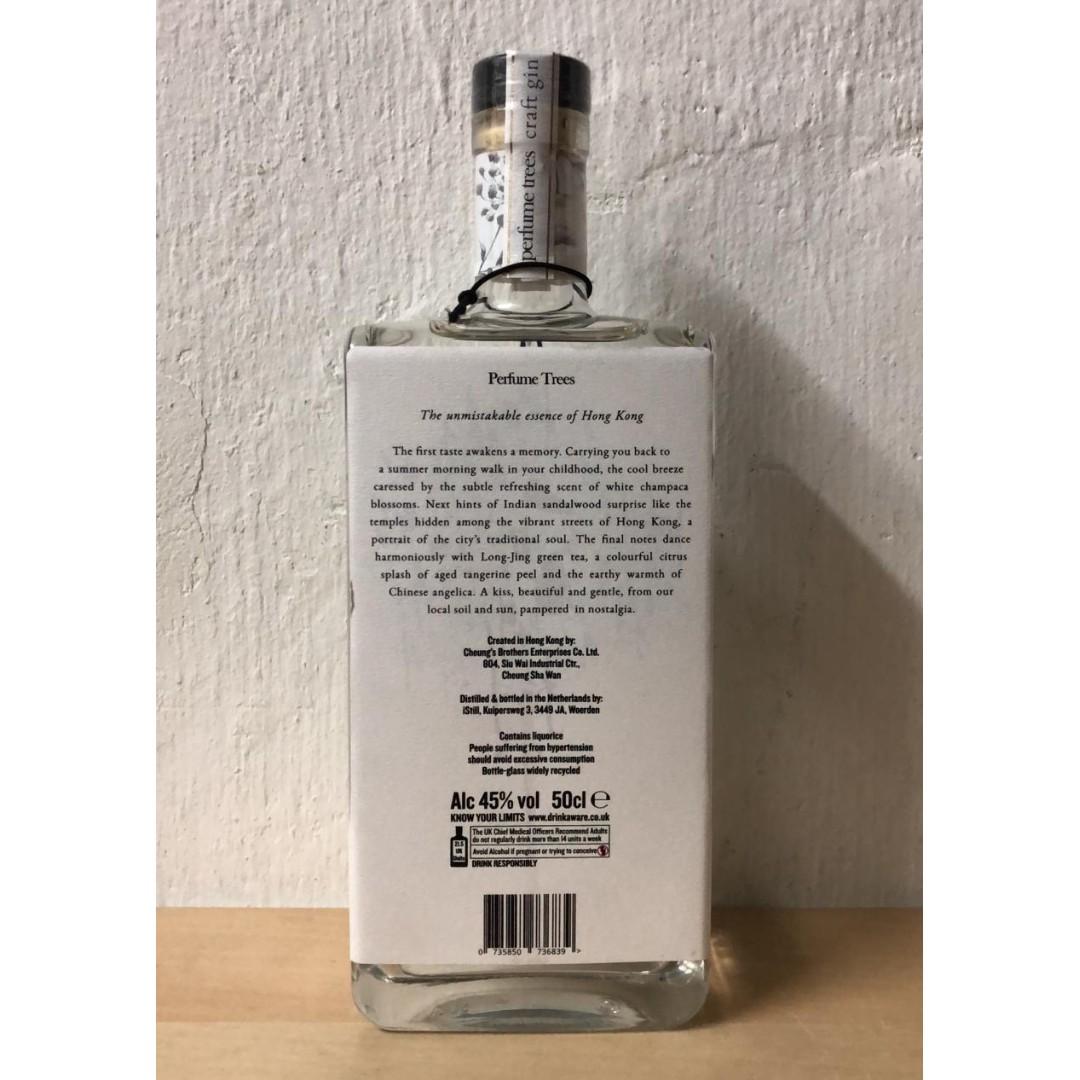 perfume trees craft gin
Perfume Trees
The unmistakable essence of Hong Kong
The first taste awakens a memory. Carrying you back to
a summer morning walk in your childhood, the cool breeze
caressed by the subtle refreshing scent of white champaca
blossoms. Next hints of Indian sandalwood surprise like the
temples hidden among the vibrant streets of Hong Kong, a
portrait of the city's traditional soul. The final notes dance
harmoniously with Long-Jing green tea, a colourful citrus
splash of aged tangerine peel and the earthy warmth of
Chinese angelica. A kiss, beautiful and gentle, from our
local soil and sun, pampered in nostalgia.
Created in Hong Kong by:
Cheung's Brothers Enterprises Co. Ltd.
604, Siu Wai Industrial Ctr.,
Cheung Sha Wan
Distilled & bottled in the Netherlands by:
iStill, Kuipersweg 3, 3449 JA, Woerden
Contains liquorice
People suffering from hypertension
should avoid excessive consumption
Bottle-glass widely recycled
Alc 45% vol 50cl e
KNOW YOUR LIMITS www.drinkaware.co.uk
The UK Chief Medical Officers Recommend Adults
do not regularly drink more than 14 units a week
UK
Avoid Alcohol if pregnant or trying to conceive
DRINK RESPONSIBLY
0 735850 736839 >